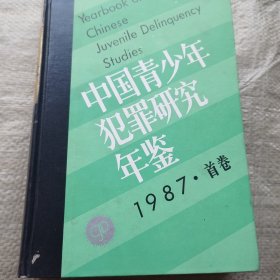 Yearbook of
Chinese
Juvenile Delinquency
Studies
中国青少年
犯罪研究
年鉴
1987·首卷